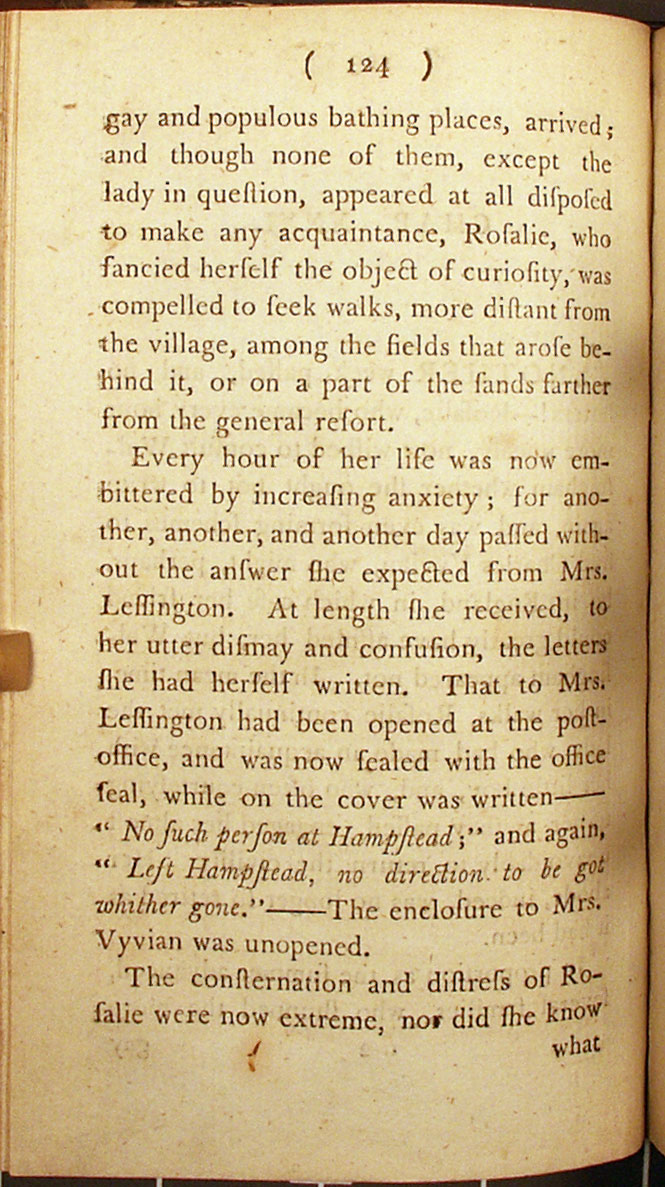 ( 124 )
gay and populous bathing places, arrived;
and though none of them, except the
lady in queſtion, appeared at all diſpoſed
to make any acquaintance, Roſalie, who
fancied herſelf the object of curioſity, was
compelled to ſeek walks, more diſtant from
the village, among the fields that aroſe be-
hind it, or on a part of the ſands farther
from the general reſort.
Every hour of her life was now em-
bittered by increaſing anxiety; for ano-
ther, another, and another day paſſed with-
out the anſwer ſhe expected from Mrs.
Leſſington. At length ſhe received, to
her utter diſmay and confuſion, the letters
ſhe had herſelf written. That to Mrs.
Leſſington had been opened at the poſt-
office, and was now ſealed with the office
ſeal, while on the cover was written——
“ No ſuch perſon at Hampſtead;” and again,
“ Left Hampſtead, no direction to be got
whither gone.”——The encloſure to Mrs.
Vyvian was unopened.
The conſternation and diſtreſs of Ro-
ſalie were now extreme, nor did ſhe know
what